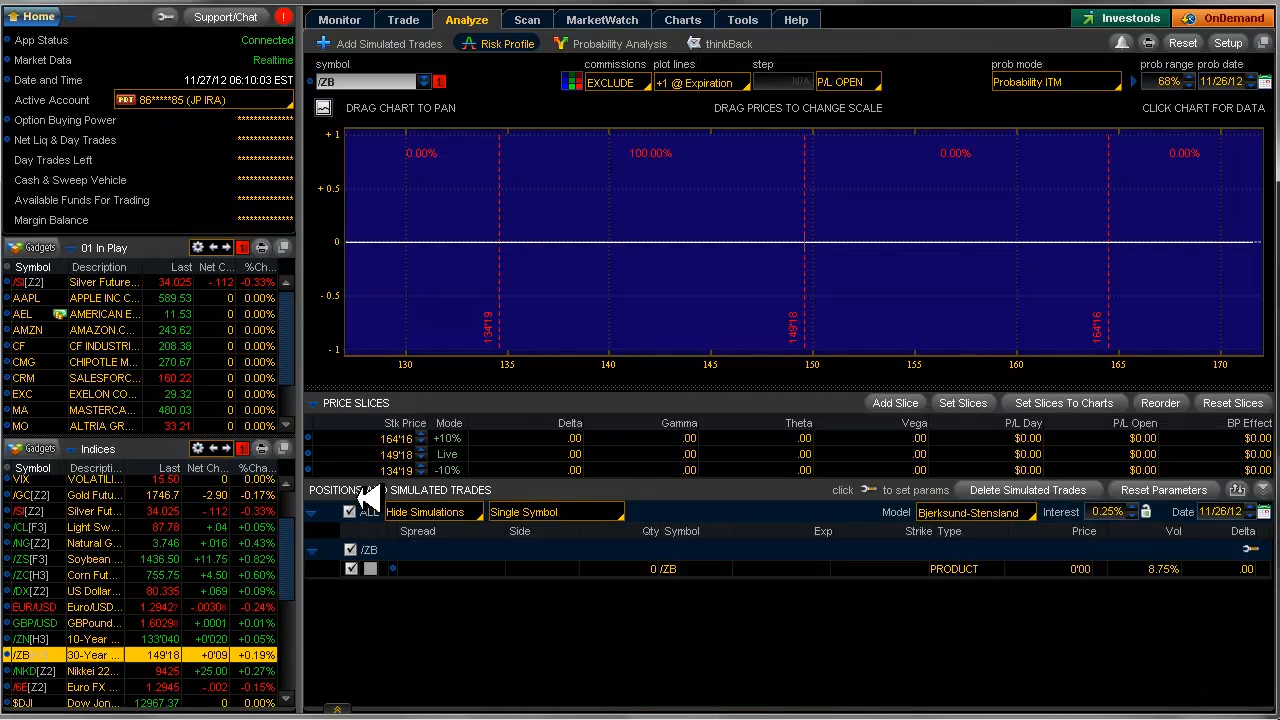 Home Support/Chat !
App Status Connected
Market Data Realtime
Date and Time 11/27/12 06:10:03 EST
Active Account PDT 86*****85 (JP IRA)
Option Buying Power **************
Net Liq & Day Trades **************
Day Trades Left **************
Cash & Sweep Vehicle **************
Available Funds For Trading **************
Margin Balance **************
Gadgets 01 In Play 1
Symbol Description Last Net C... %Ch...
/SI[Z2] Silver Future... 34.025 -.112 -0.33%
AAPL APPLE INC C... 589.53 0 0.00%
AEL AMERICAN E... 11.53 0 0.00%
AMZN AMAZON.C... 243.62 0 0.00%
CF CF INDUSTRI... 208.38 0 0.00%
CMG CHIPOTLE M... 270.67 0 0.00%
CRM SALESFORC... 160.22 0 0.00%
EXC EXELON CO... 29.32 0 0.00%
MA MASTERCA... 480.03 0 0.00%
MO ALTRIA GR... 33.21 0 0.00%
Gadgets Indices 1
Symbol Descripti... Last Net Ch... %Cha...
VIX VOLATILI... 15.50 0 0.00%
/GC[Z2] Gold Futu... 1746.7 -2.90 -0.17%
/SI[Z2] Silver Fut... 34.025 -.112 -0.33%
/CL[F3] Light Sw... 87.78 +.04 +0.05%
/NG[Z2] Natural G... 3.746 +.016 +0.43%
/ZS[F3] Soybean ... 1436.50 +11.75 +0.82%
/ZC[H3] Corn Fut... 755.75 +4.50 +0.60%
/DX[Z2] US Dollar... 80.335 +.069 +0.09%
EUR/USD Euro/USD... 1.2942 -.0030 -0.24%
GBP/USD GBPound... 1.6029 +.0001 +0.01%
/ZN[H3] 10-Year ... 133'040 +0'020 +0.05%
/ZB 30-Year ... 149'18 +0'09 +0.19%
/NKD[Z2] Nikkei 22... 9425 +25.00 +0.27%
/6E[Z2] Euro FX ... 1.2945 -.002 -0.15%
$DJI Dow Jon... 12967.37 0 0.00%
Monitor Trade Analyze Scan MarketWatch Charts Tools Help Investools OnDemand
Add Simulated Trades Risk Profile Probability Analysis thinkBack Reset Setup
symbol commissions plot lines step prob mode prob range prob date
/ZB 1 EXCLUDE +1 @ Expiration N/A P/L OPEN Probability ITM 68% 11/26/12
DRAG CHART TO PAN DRAG PRICES TO CHANGE SCALE CLICK CHART FOR DATA
+ 1
0.00% 100.00% 0.00% 0.00%
+ 0.5
0
- 0.5
134'19 149'18 164'16
- 1
130 135 140 145 150 155 160 165 170
PRICE SLICES Add Slice Set Slices Set Slices To Charts Reorder Reset Slices
Stk Price Mode Delta Gamma Theta Vega P/L Day P/L Open BP Effect
164'16 +10% .00 .00 .00 .00 $0.00 $0.00 $0.00
149'18 Live .00 .00 .00 .00 $0.00 $0.00 $0.00
134'19 -10% .00 .00 .00 .00 $0.00 $0.00 $0.00
SIMULATED TRADES click to set params Delete Simulated Trades Reset Parameters
Hide Simulations Single Symbol Model Bjerksund-Stensland Interest 0.25% Date 11/26/12
Spread Side Qty Symbol Exp Strike Type Price Vol Delta
/ZB
0 /ZB PRODUCT 0'00 8.75% .00